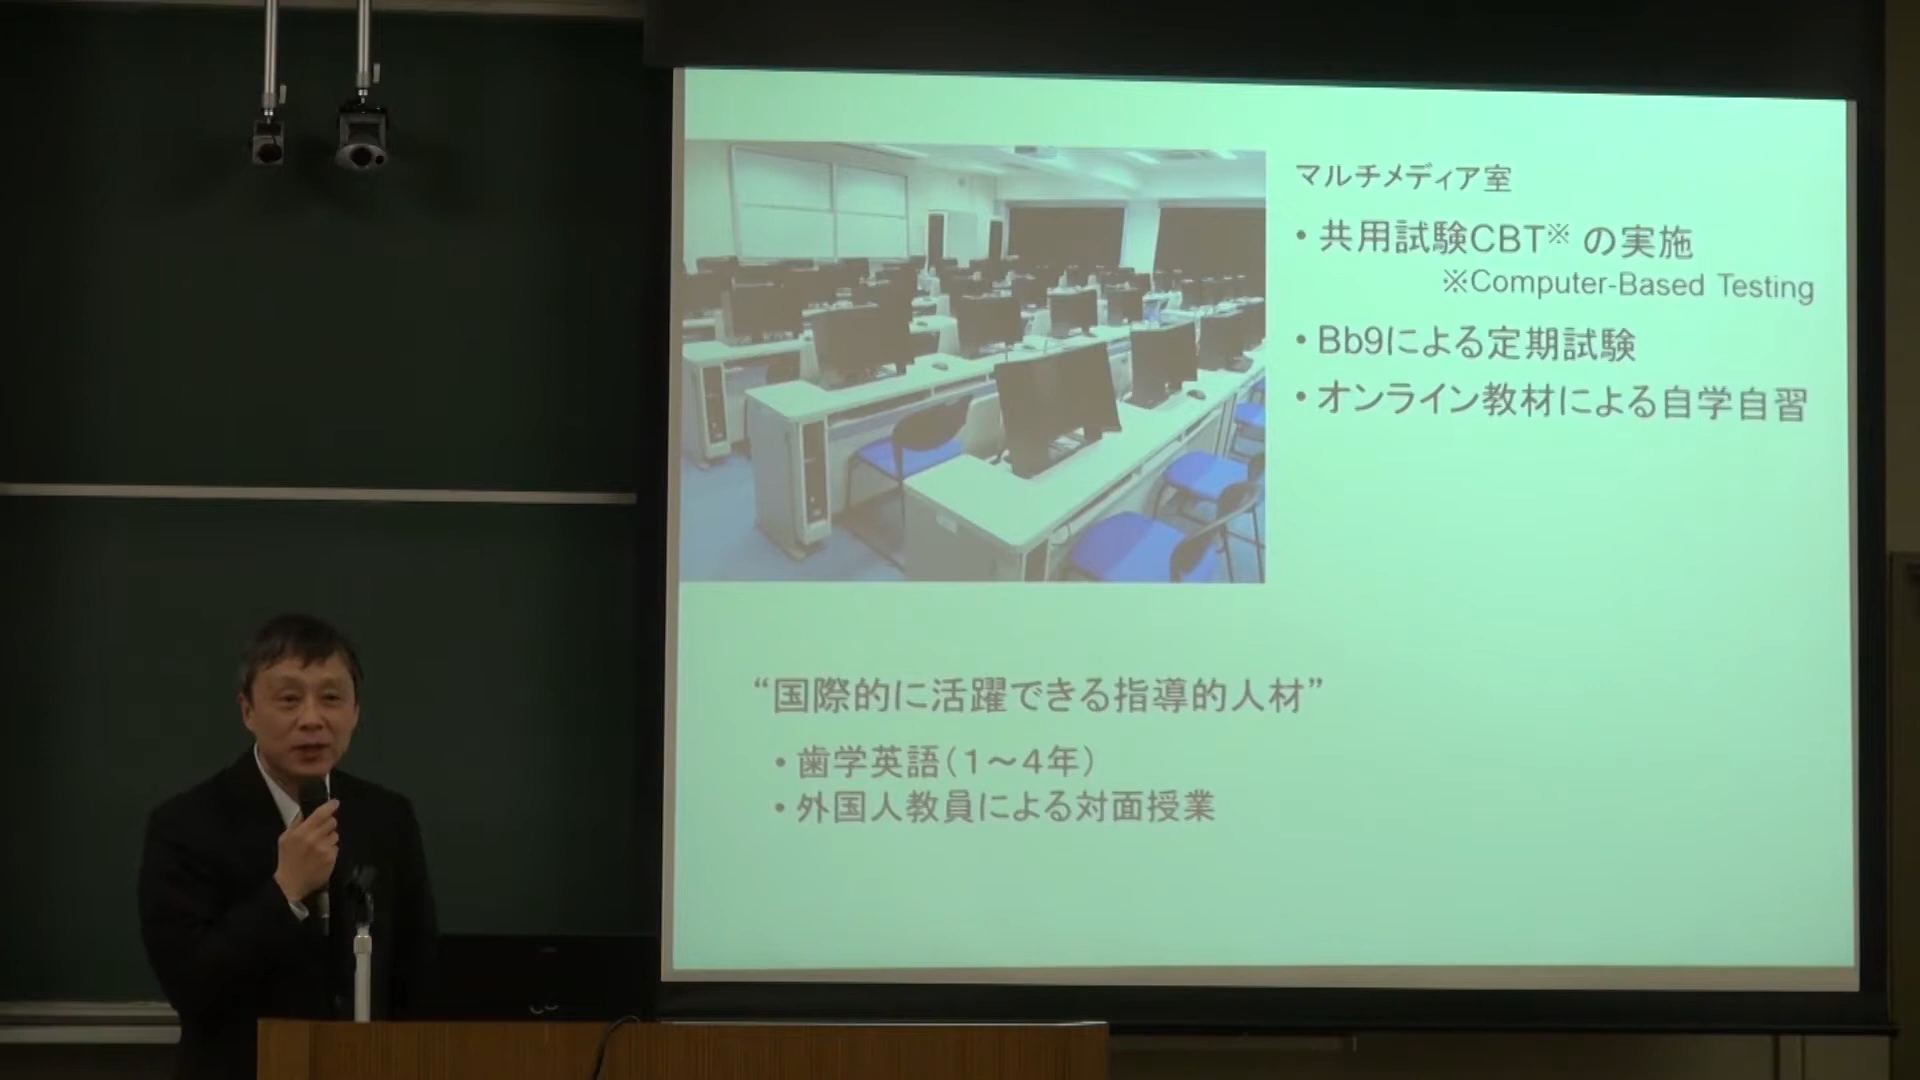 マルチメディア室
・共用試験CBT※ の実施
※Computer-Based Testing
・Bb9による定期試験
・オンライン教材による自学自習
“国際的に活躍できる指導的人材”
・歯学英語(1～4年)
・外国人教員による対面授業